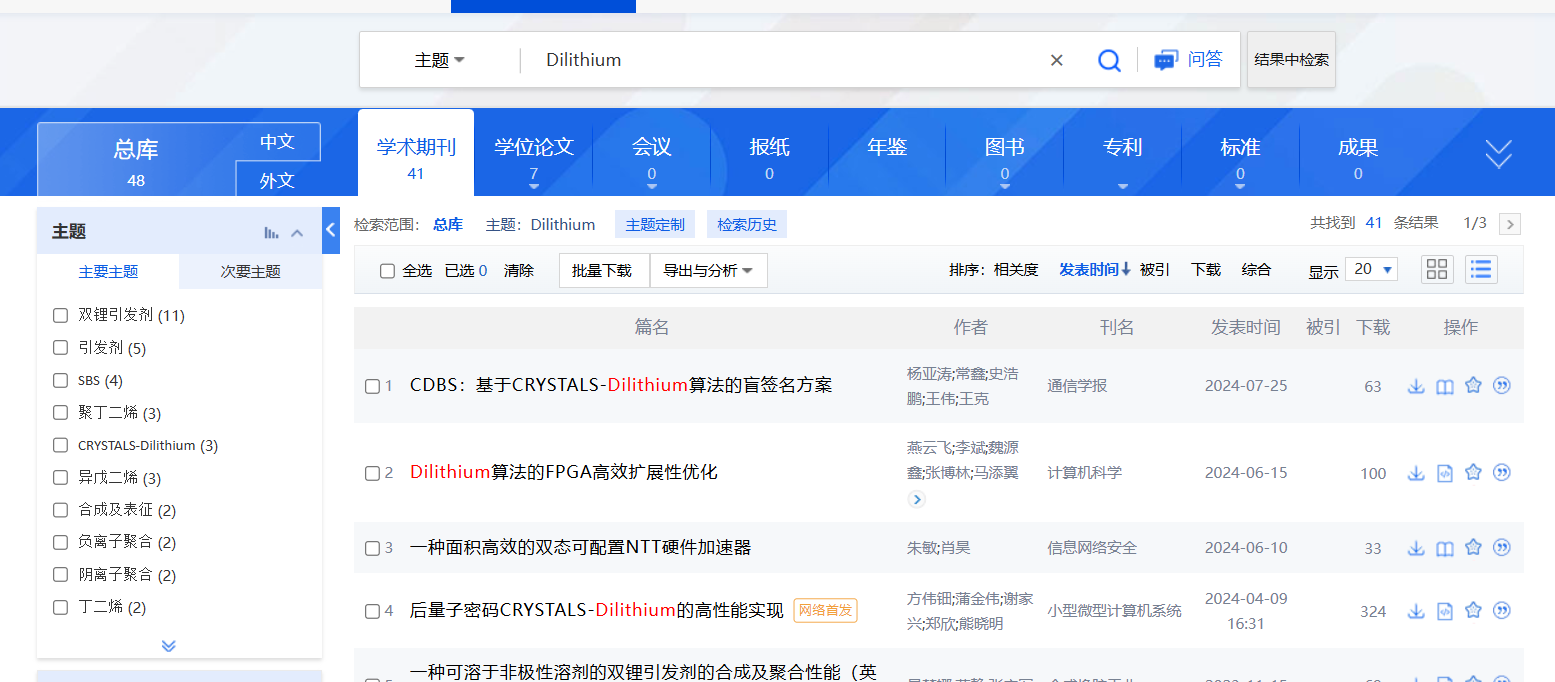 主题 Dilithium × 问答 结果中检索
总库 48 中文 外文
学术期刊 41 学位论文 7 会议 0 报纸 0 年鉴 图书 0 专利 标准 0 成果 0
检索范围: 总库 主题: Dilithium 主题定制 检索历史 共找到 41 条结果 1/3
全选 已选 0 清除 批量下载 导出与分析 排序: 相关度 发表时间↓ 被引 下载 综合 显示 20
主题
主要主题 次要主题
双锂引发剂 (11)
引发剂 (5)
SBS (4)
聚丁二烯 (3)
CRYSTALS-Dilithium (3)
异戊二烯 (3)
合成及表征 (2)
负离子聚合 (2)
阴离子聚合 (2)
丁二烯 (2)
篇名 作者 刊名 发表时间 被引 下载 操作
1 CDBS：基于CRYSTALS-Dilithium算法的盲签名方案 杨亚涛;常鑫;史浩
鹏;王伟;王克 通信学报 2024-07-25 63
2 Dilithium算法的FPGA高效扩展性优化 燕云飞;李斌;魏源
鑫;张博林;马添翼 计算机科学 2024-06-15 100
3 一种面积高效的双态可配置NTT硬件加速器 朱敏;肖昊 信息网络安全 2024-06-10 33
4 后量子密码CRYSTALS-Dilithium的高性能实现 网络首发 方伟钿;蒲金伟;谢家
兴;郑欣;熊晓明 小型微型计算机系统 2024-04-09
16:31 324
一种可溶于非极性溶剂的双锂引发剂的合成及聚合性能（英